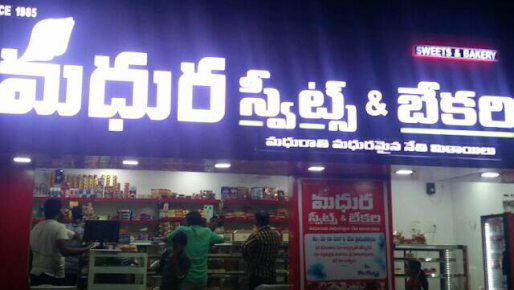 CE 1985
SWEETS & BAKERY
మధుర స్వీట్స్ & బేకరి
మధురాతి మధురమైన నేతి మిఠాయిలు
మధుర
స్వీట్స్ & బేకరి